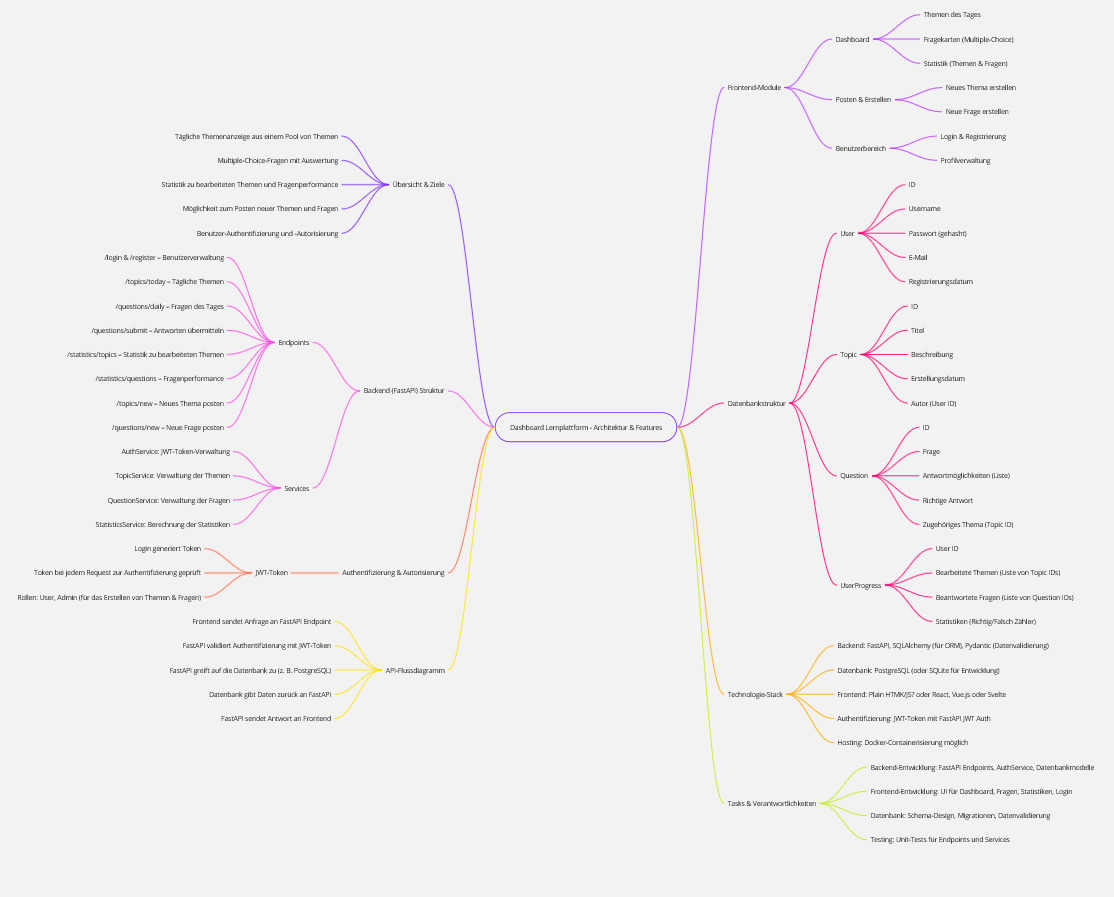 Dashboard Lernplattform - Architektur & Features
Übersicht & Ziele
Tägliche Themenanzeige aus einem Pool von Themen
Multiple-Choice-Fragen mit Auswertung
Statistik zu bearbeiteten Themen und Fragenperformance
Möglichkeit zum Posten neuer Themen und Fragen
Benutzer-Authentifizierung und -Autorisierung
Backend (FastAPI) Struktur
Endpoints
/login & /register – Benutzerverwaltung
/topics/today – Tägliche Themen
/questions/daily – Fragen des Tages
/questions/submit – Antworten übermitteln
/statistics/topics – Statistik zu bearbeiteten Themen
/statistics/questions – Fragenperformance
/topics/new – Neues Thema posten
/questions/new – Neue Frage posten
Services
AuthService: JWT-Token-Verwaltung
TopicService: Verwaltung der Themen
QuestionService: Verwaltung der Fragen
StatisticsService: Berechnung der Statistiken
Authentifizierung & Autorisierung
JWT-Token
Login generiert Token
Token bei jedem Request zur Authentifizierung geprüft
Rollen: User, Admin (für das Erstellen von Themen & Fragen)
API-Flussdiagramm
Frontend sendet Anfrage an FastAPI Endpoint
FastAPI validiert Authentifizierung mit JWT-Token
FastAPI greift auf die Datenbank zu (z. B. PostgreSQL)
Datenbank gibt Daten zurück an FastAPI
FastAPI sendet Antwort an Frontend
Frontend-Module
Dashboard
Themen des Tages
Fragekarten (Multiple-Choice)
Statistik (Themen & Fragen)
Posten & Erstellen
Neues Thema erstellen
Neue Frage erstellen
Benutzerbereich
Login & Registrierung
Profilverwaltung
Datenbankstruktur
User
ID
Username
Passwort (gehasht)
E-Mail
Registrierungsdatum
Topic
ID
Titel
Beschreibung
Erstellungsdatum
Autor (User ID)
Question
ID
Frage
Antwortmöglichkeiten (Liste)
Richtige Antwort
Zugehöriges Thema (Topic ID)
UserProgress
User ID
Bearbeitete Themen (Liste von Topic IDs)
Beantwortete Fragen (Liste von Question IDs)
Statistiken (Richtig/Falsch Zähler)
Technologie-Stack
Backend: FastAPI, SQLAlchemy (für ORM), Pydantic (Datenvalidierung)
Datenbank: PostgreSQL (oder SQLite für Entwicklung)
Frontend: Plain HTMK/JS? oder React, Vue.js oder Svelte
Authentifizierung: JWT-Token mit FastAPI JWT Auth
Hosting: Docker-Containerisierung möglich
Tasks & Verantwortlichkeiten
Backend-Entwicklung: FastAPI Endpoints, AuthService, Datenbankmodelle
Frontend-Entwicklung: UI für Dashboard, Fragen, Statistiken, Login
Datenbank: Schema-Design, Migrationen, Datenvalidierung
Testing: Unit-Tests für Endpoints und Services